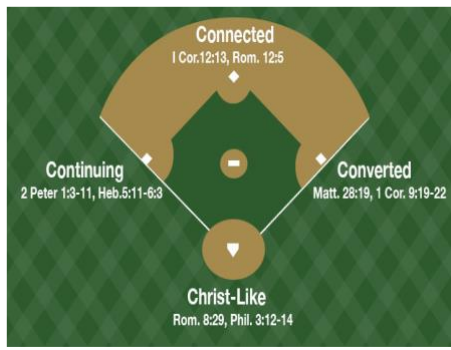 Connected
I Cor.12:13, Rom. 12:5
Continuing
2 Peter 1:3-11, Heb.5:11-6:3
Converted
Matt. 28:19, 1 Cor. 9:19-22
Christ-Like
Rom. 8:29, Phil. 3:12-14